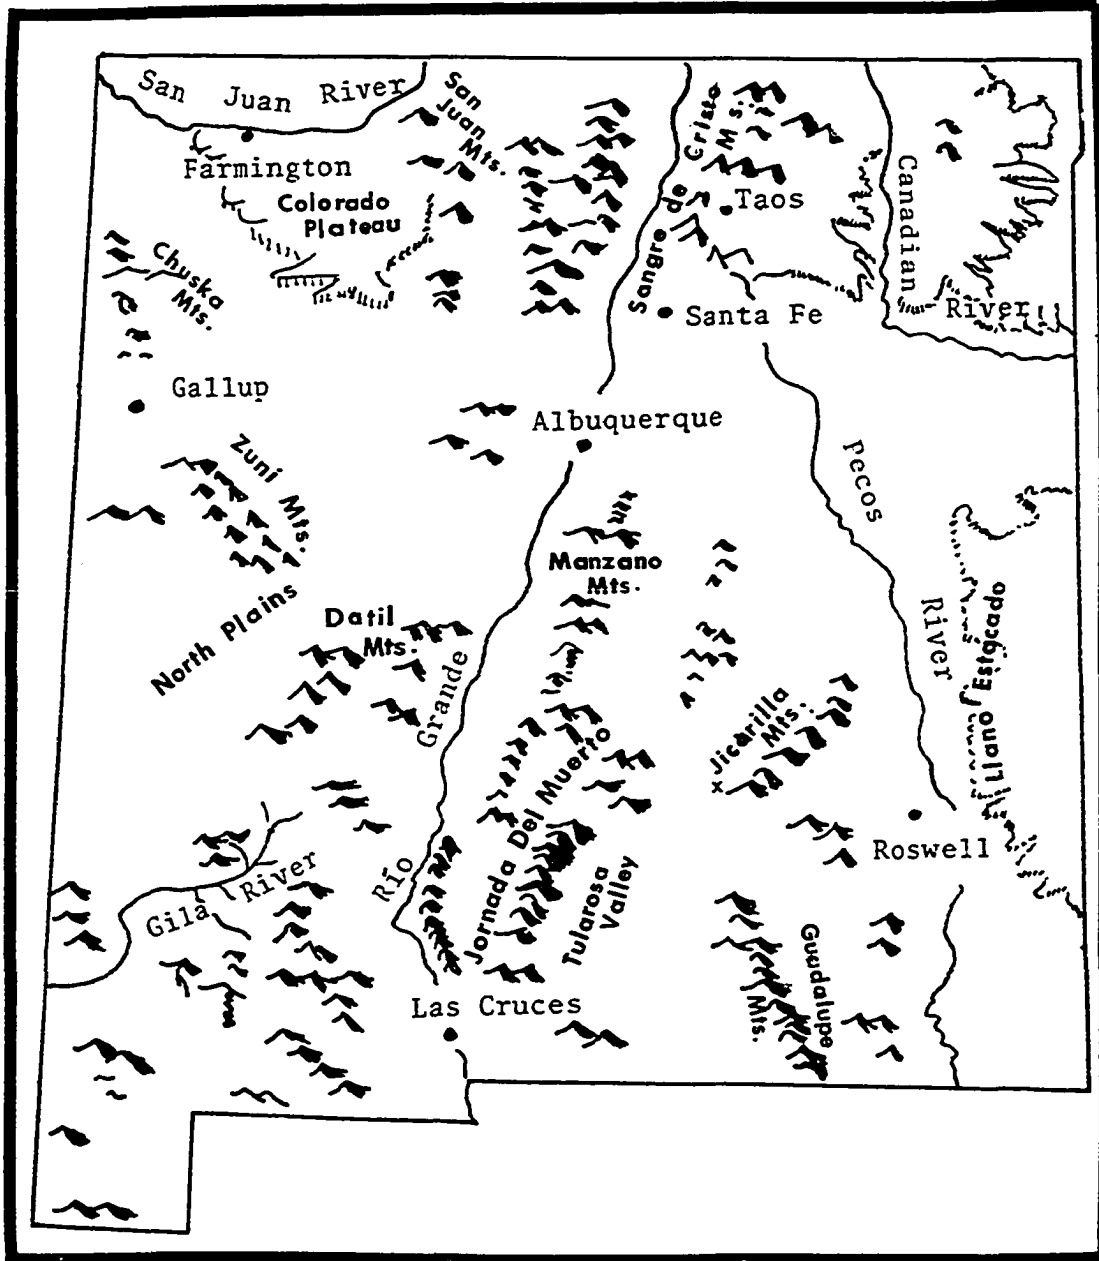 San Juan River
San
Juan
Mts.
Farmington
Colorado
Plateau
Chuska
Mts.
Sangre de Cristo
M s.
Taos
Canadian
River
Santa Fe
Gallup
Albuquerque
Zuni Mts.
Pecos
River
Manzano
Mts.
North Plains
Datil
Mts.
Llano Estacado
Río Grande
Jicarilla
Mts.
x
Jornada Del Muerto
Roswell
Gila River
Tularosa
Valley
Guadalupe
Mts.
Las Cruces